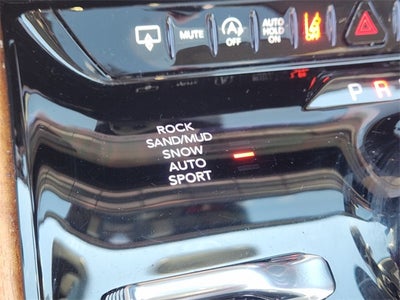 MUTE
OFF
AUTO
HOLD
ON
P
ROCK
SAND/MUD
SNOW
AUTO
SPORT